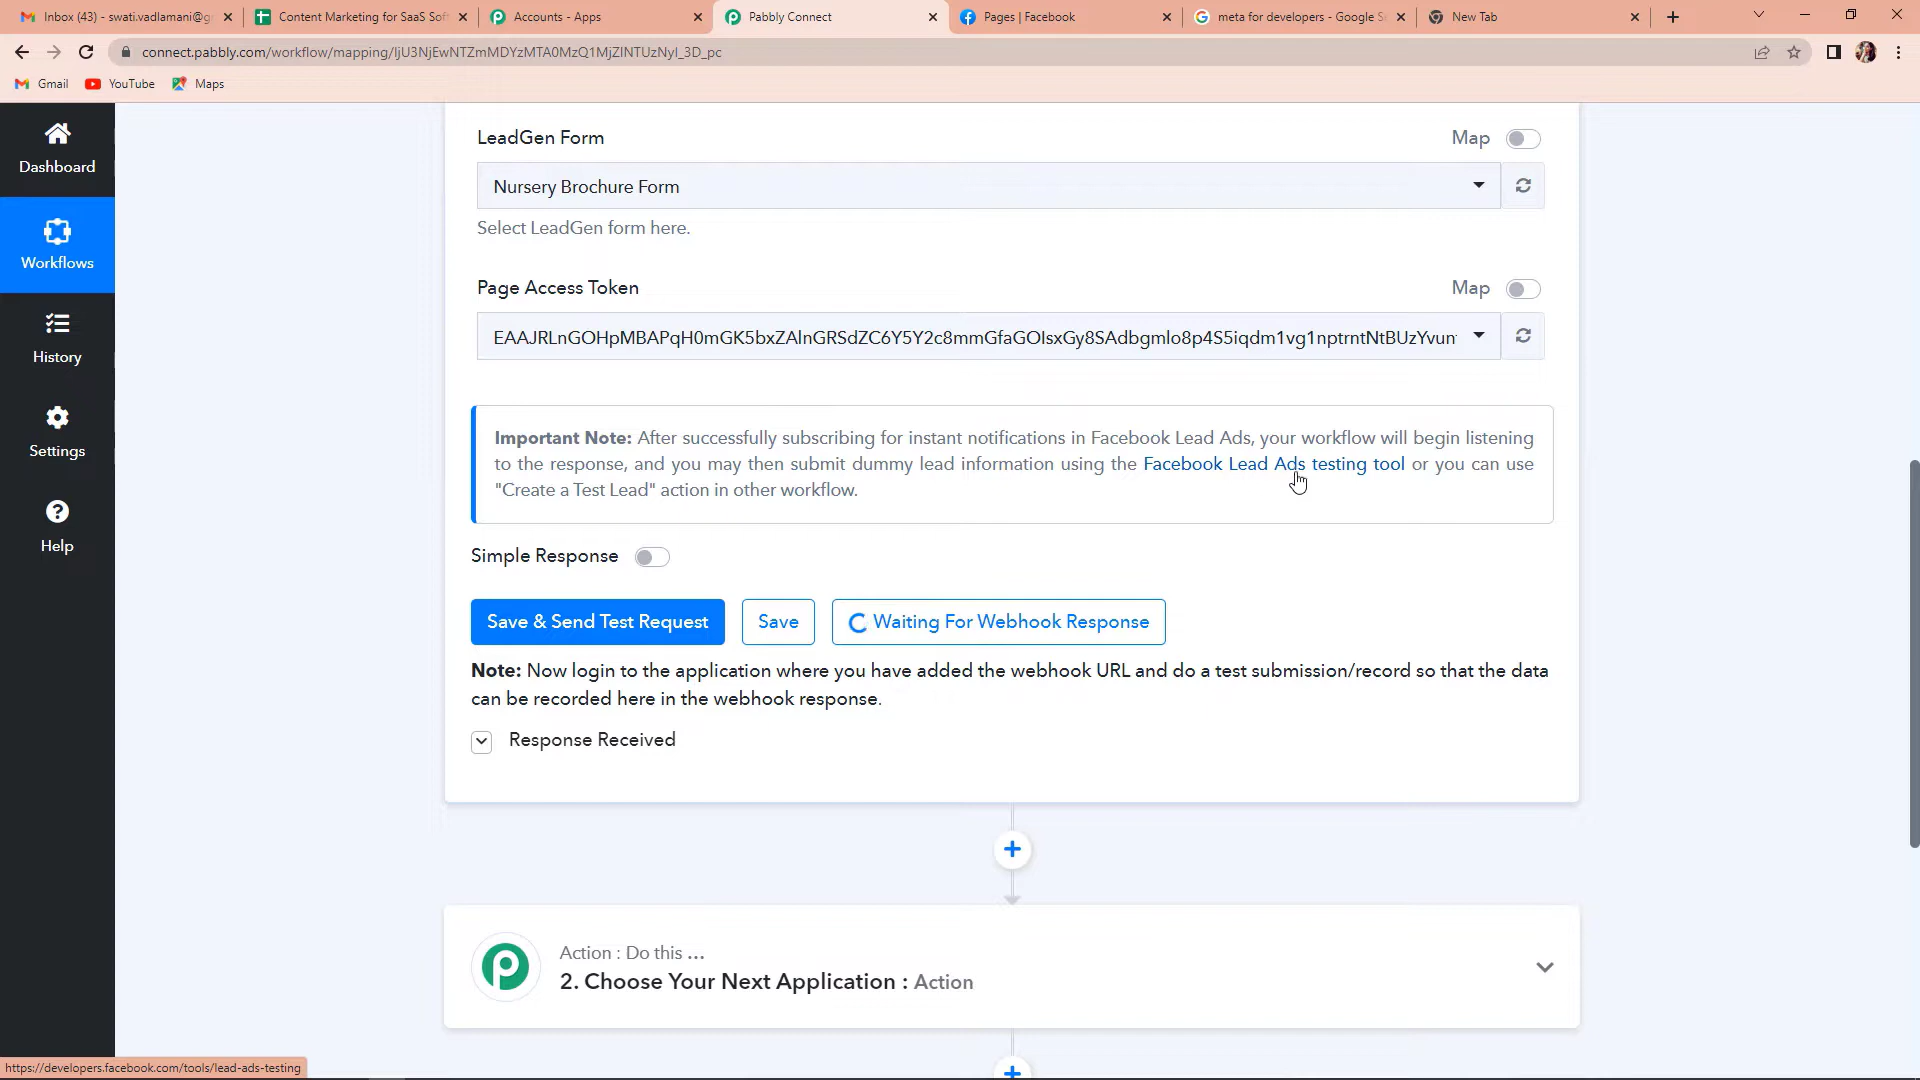 Inbox (43) - swati.vadlamani@g
Content Marketing for SaaS Sof
Accounts - Apps
Pabbly Connect
Pages | Facebook
meta for developers - Google S
New Tab
connect.pabbly.com/workflow/mapping/IjU3NjEwNTZmMDYzMTA0MzQ1MjZlNTUzNyI_3D_pc
Gmail
YouTube
Maps
Dashboard
Workflows
History
Settings
Help
LeadGen Form
Map
Nursery Brochure Form
Select LeadGen form here.
Page Access Token
Map
EAAJRLnGOHpMBAPqH0mGK5bxZAlnGRSdZC6Y5Y2c8mmGfaGOIsxGy8SAdbgmlo8p4S5iqdm1vg1nptrntNtBUzYvun
Important Note: After successfully subscribing for instant notifications in Facebook Lead Ads, your workflow will begin listening
to the response, and you may then submit dummy lead information using the Facebook Lead Ads testing tool or you can use
"Create a Test Lead" action in other workflow.
Simple Response
Save & Send Test Request
Save
Waiting For Webhook Response
Note: Now login to the application where you have added the webhook URL and do a test submission/record so that the data
can be recorded here in the webhook response.
Response Received
Action : Do this ...
2. Choose Your Next Application : Action
https://developers.facebook.com/tools/lead-ads-testing